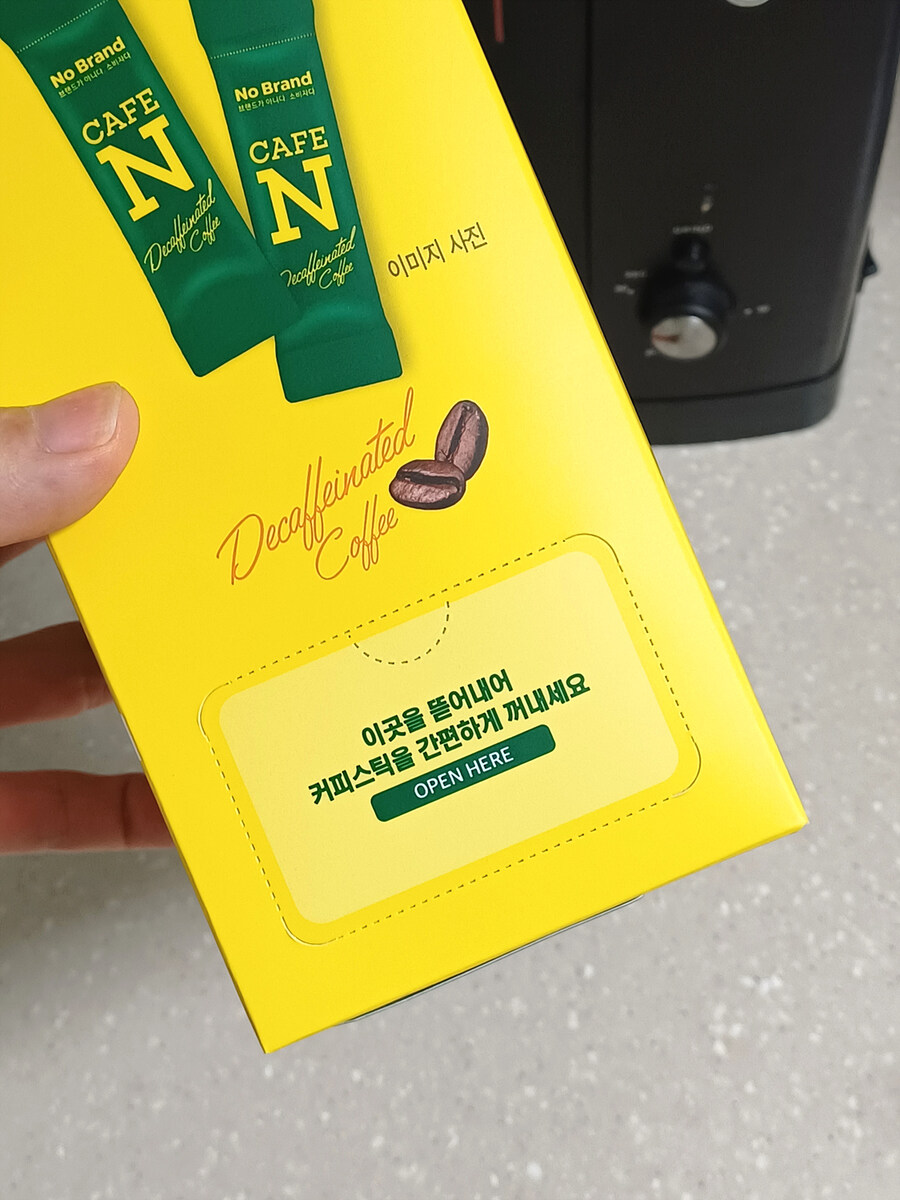 No Brand
브랜드가 아니다 · 소비자다
CAFE
N
Decaffeinated
Coffee
No Brand
브랜드가 아니다 · 소비자다
CAFE
N
Decaffeinated
Coffee
이미지 사진
Decaffeinated
Coffee
이곳을 뜯어내어
커피스틱을 간편하게 꺼내세요
OPEN HERE